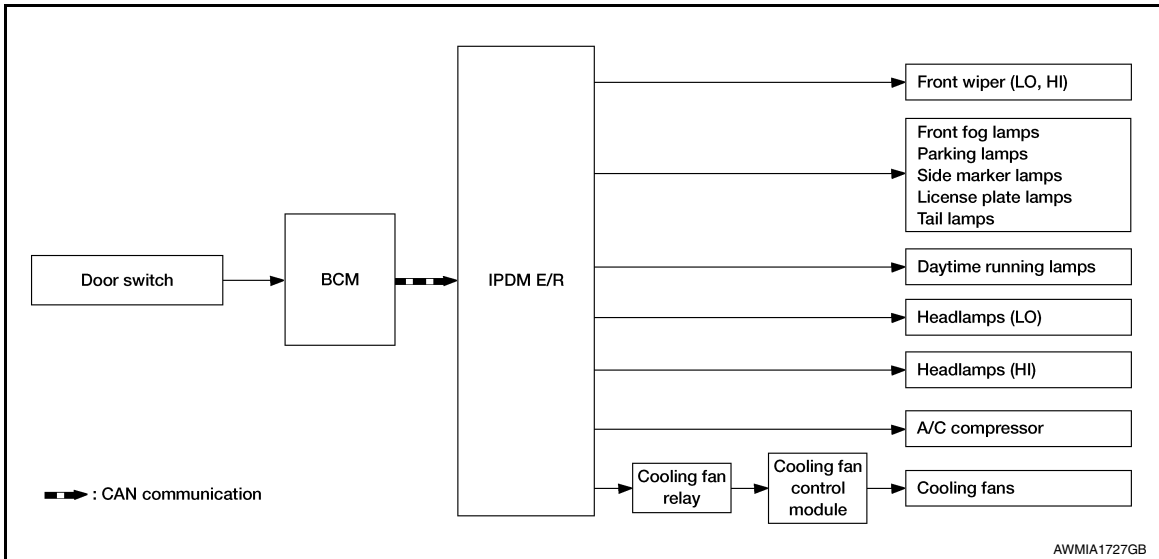 Front wiper (LO, HI)
Front fog lamps
Parking lamps
Side marker lamps
License plate lamps
Tail lamps
Door switch
BCM
IPDM E/R
Daytime running lamps
Headlamps (LO)
Headlamps (HI)
A/C compressor
Cooling fan
relay
Cooling fan
control
module
Cooling fans
: CAN communication
AWMIA1727GB